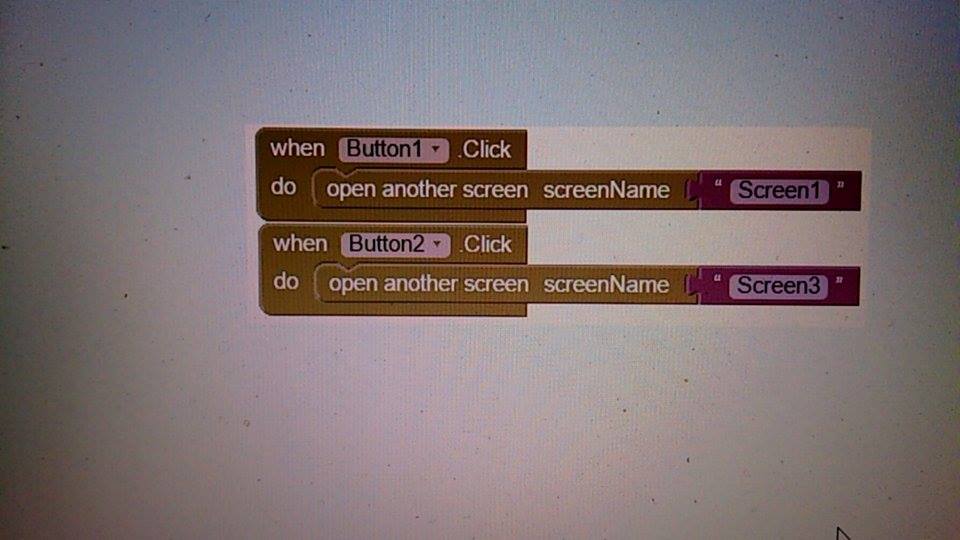 when Button1 .Click
do open another screen screenName “ Screen1 ”
when Button2 .Click
do open another screen screenName “ Screen3 ”